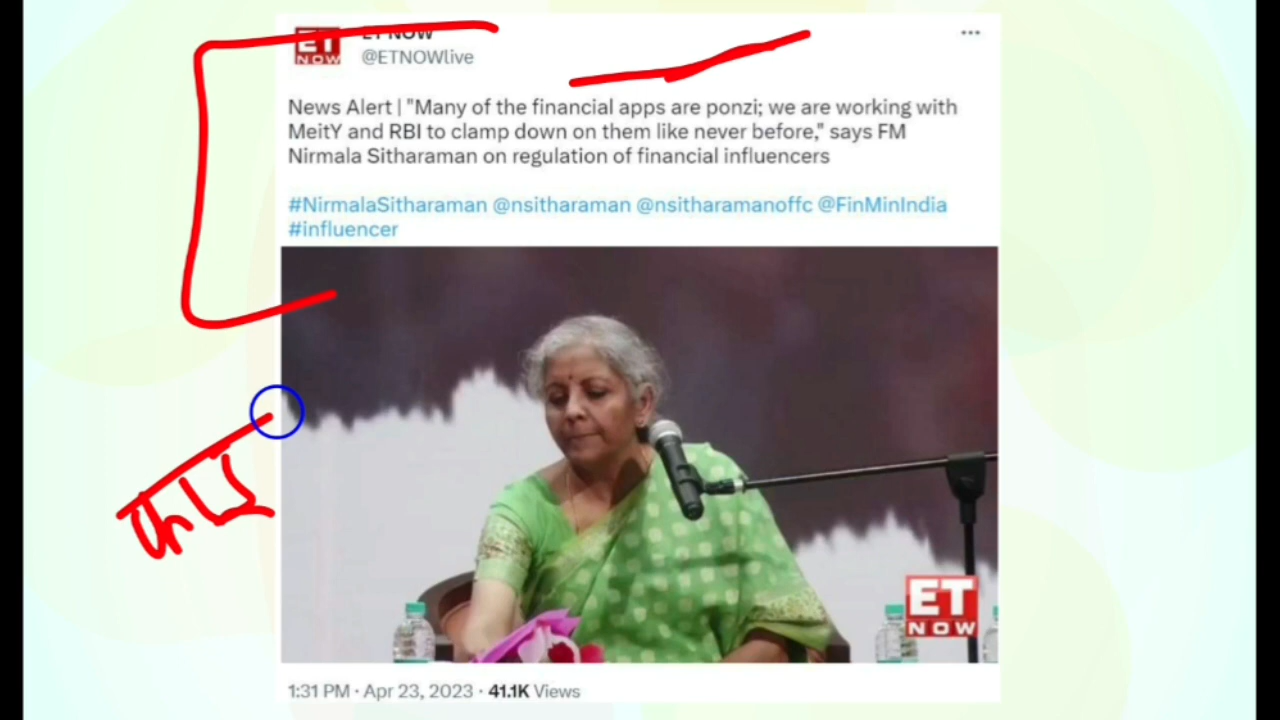 ET NOW
ET NOW
@ETNOWlive
News Alert | "Many of the financial apps are ponzi; we are working with
MeitY and RBI to clamp down on them like never before," says FM
Nirmala Sitharaman on regulation of financial influencers
#NirmalaSitharaman @nsitharaman @nsitharamanoffc @FinMinIndia
#influencer
ET
NOW
1:31 PM · Apr 23, 2023 · 41.1K Views